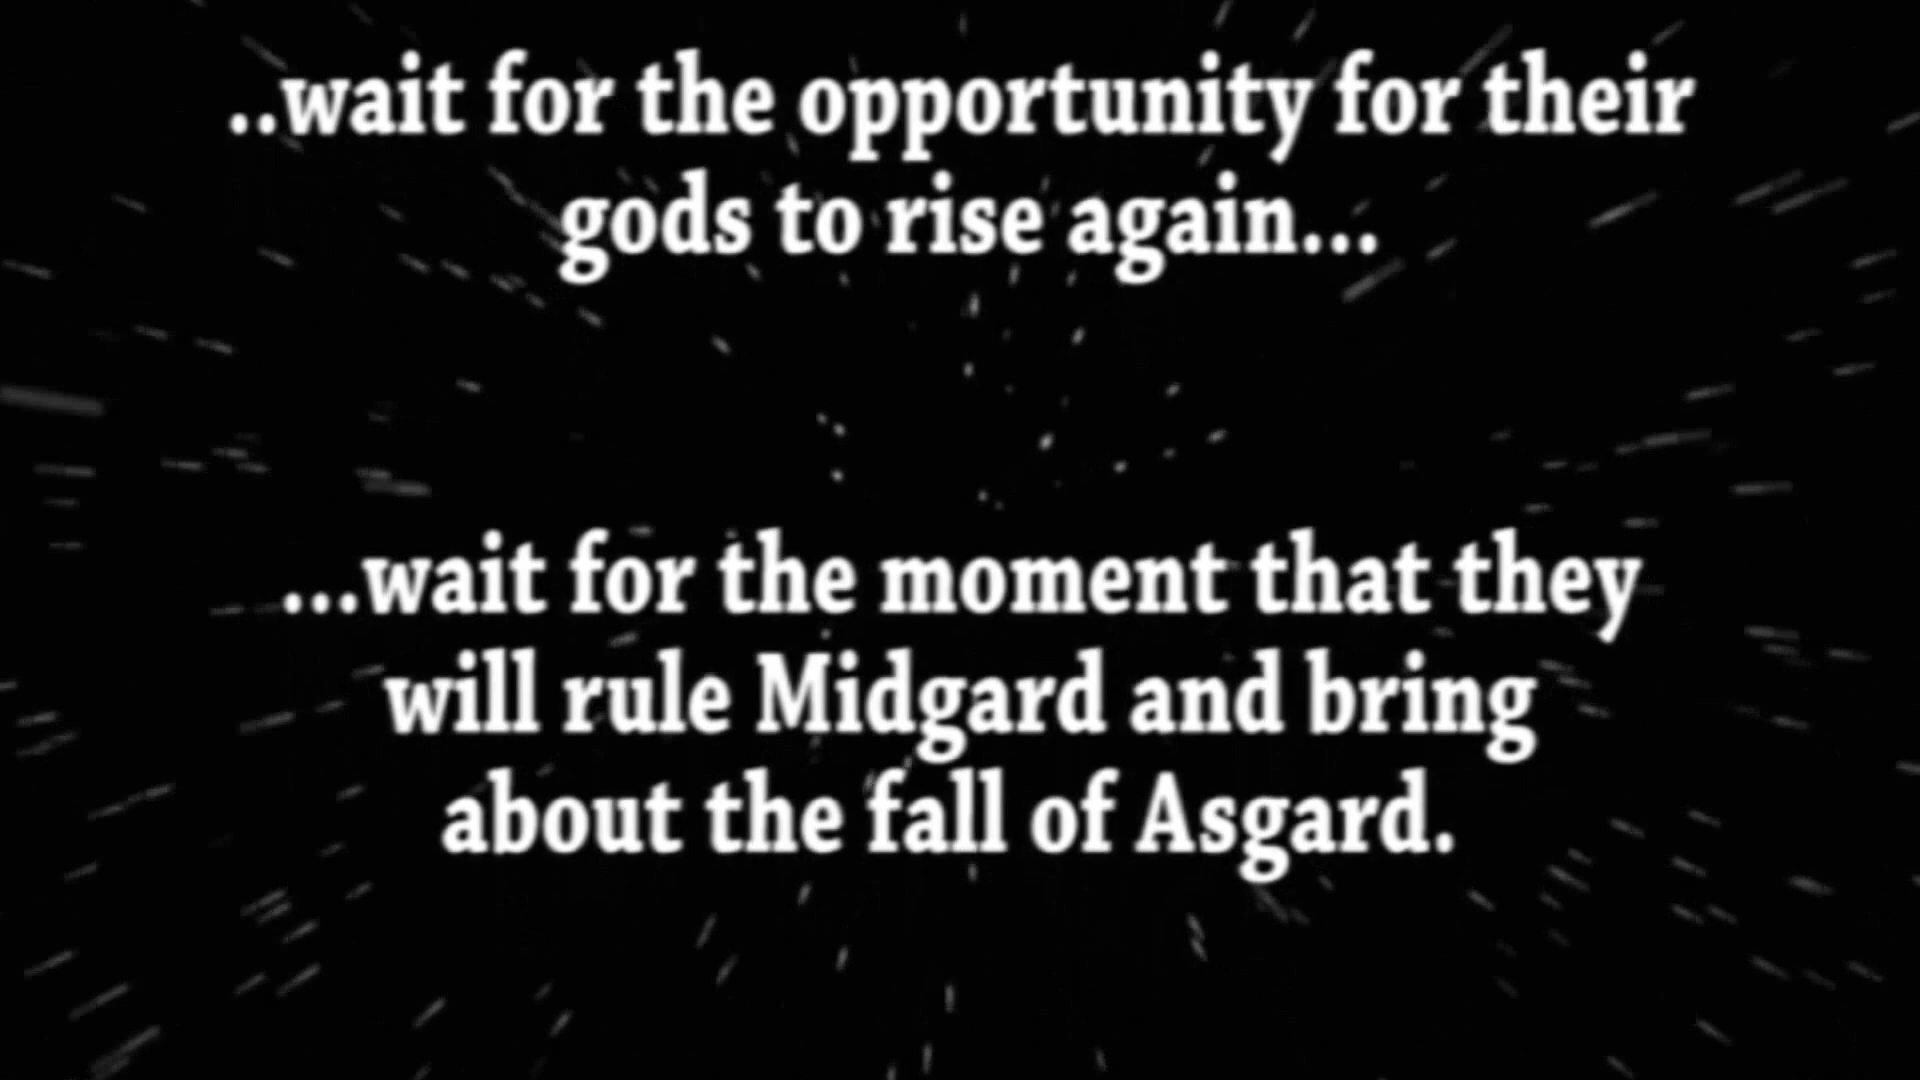 ..wait for the opportunity for their
gods to rise again...
...wait for the moment that they
will rule Midgard and bring
about the fall of Asgard.